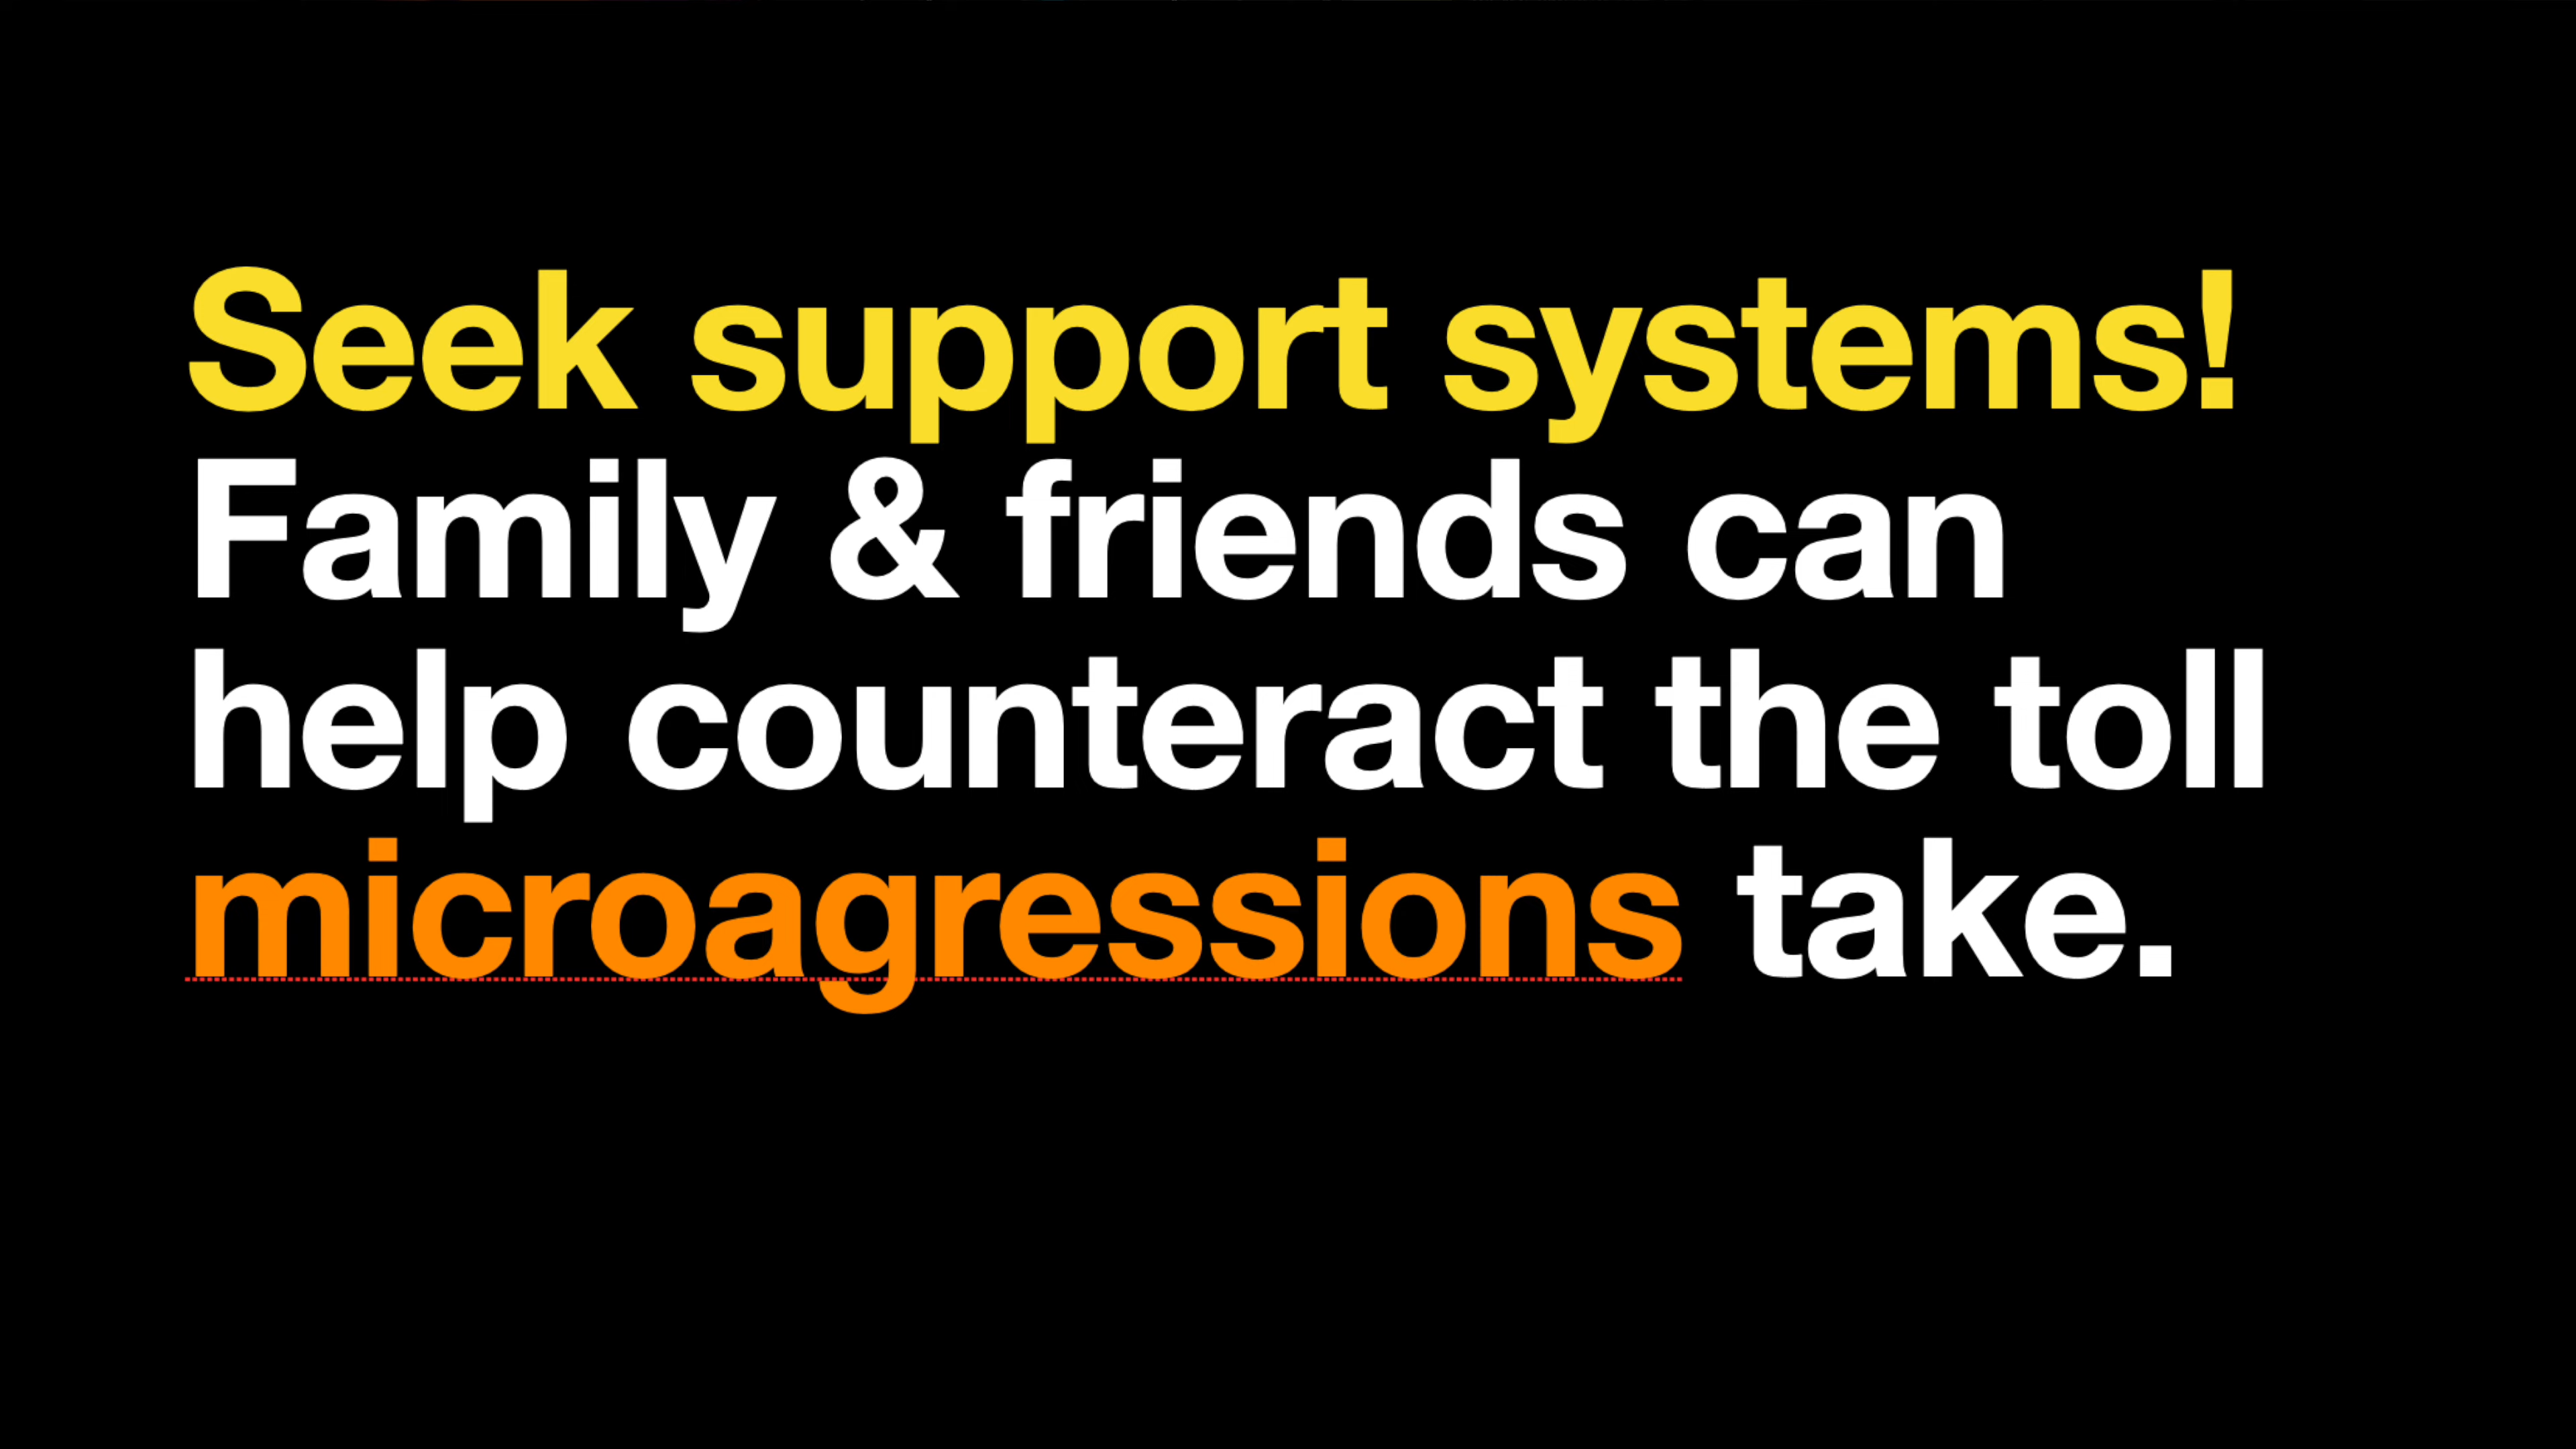 Seek support systems!
Family & friends can
help counteract the toll
microagressions take.